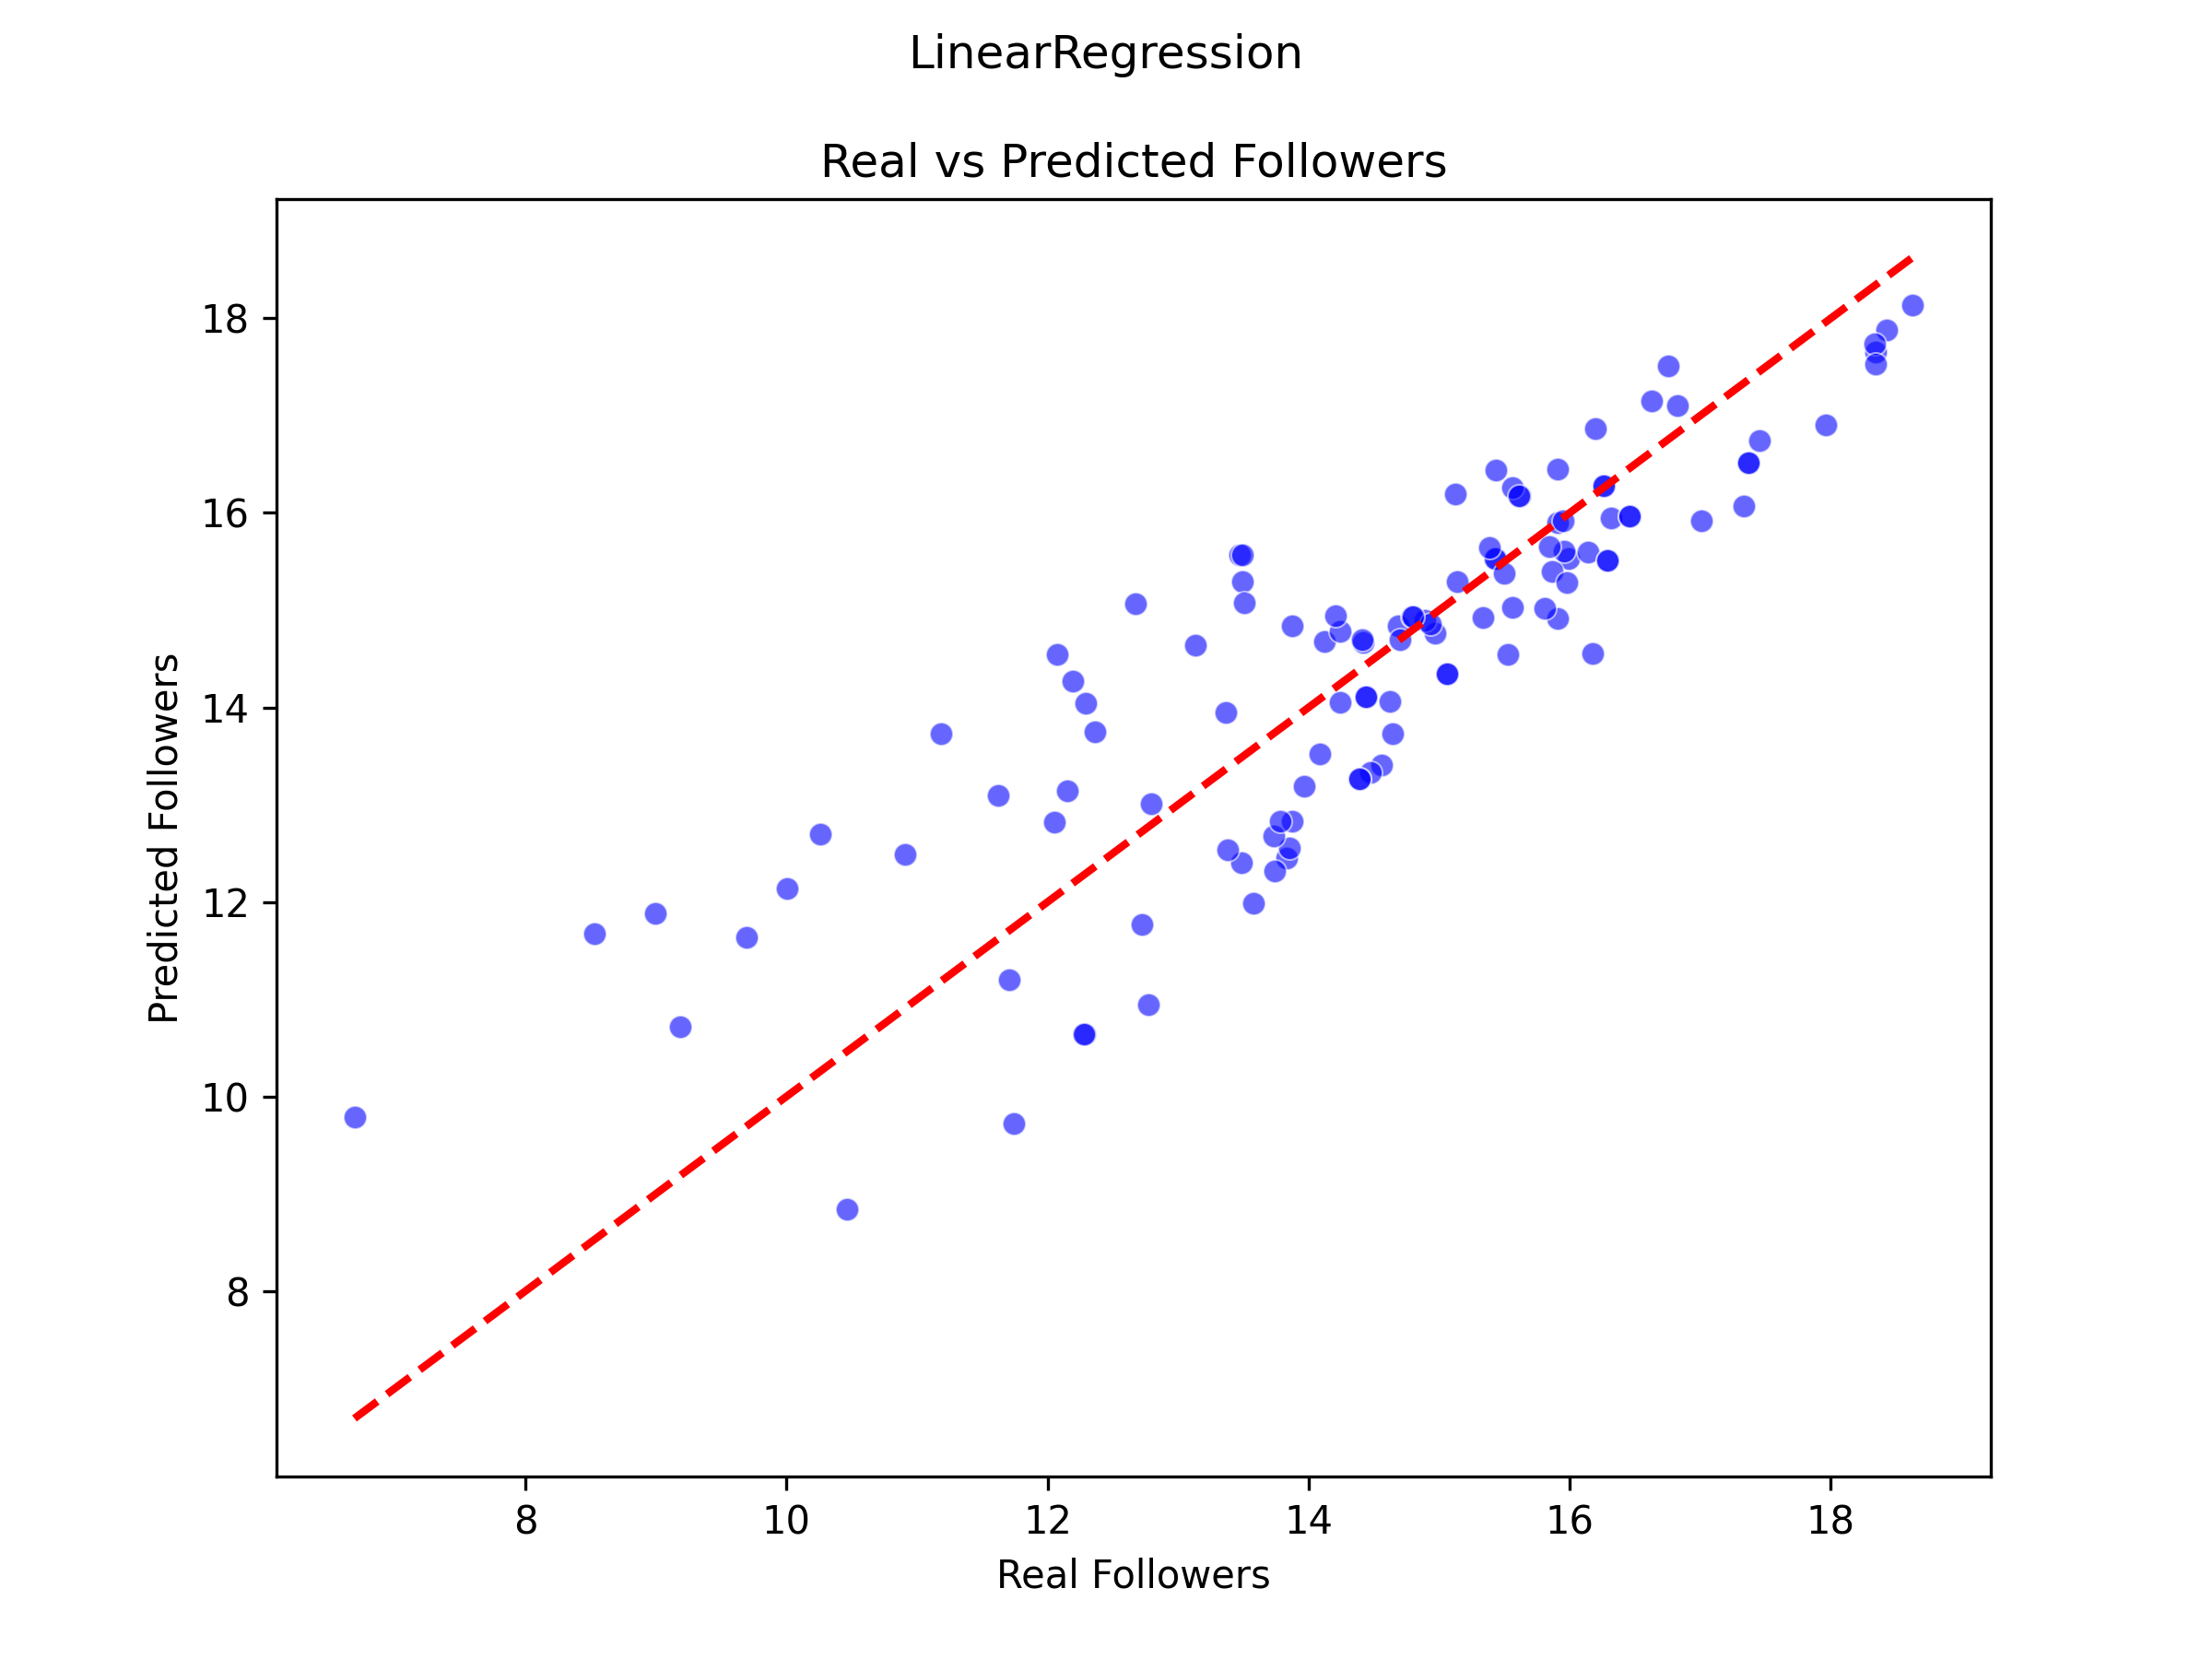 LinearRegression
Real vs Predicted Followers
18
16
14
12
10
8
Predicted Followers
8 10 12 14 16 18
Real Followers